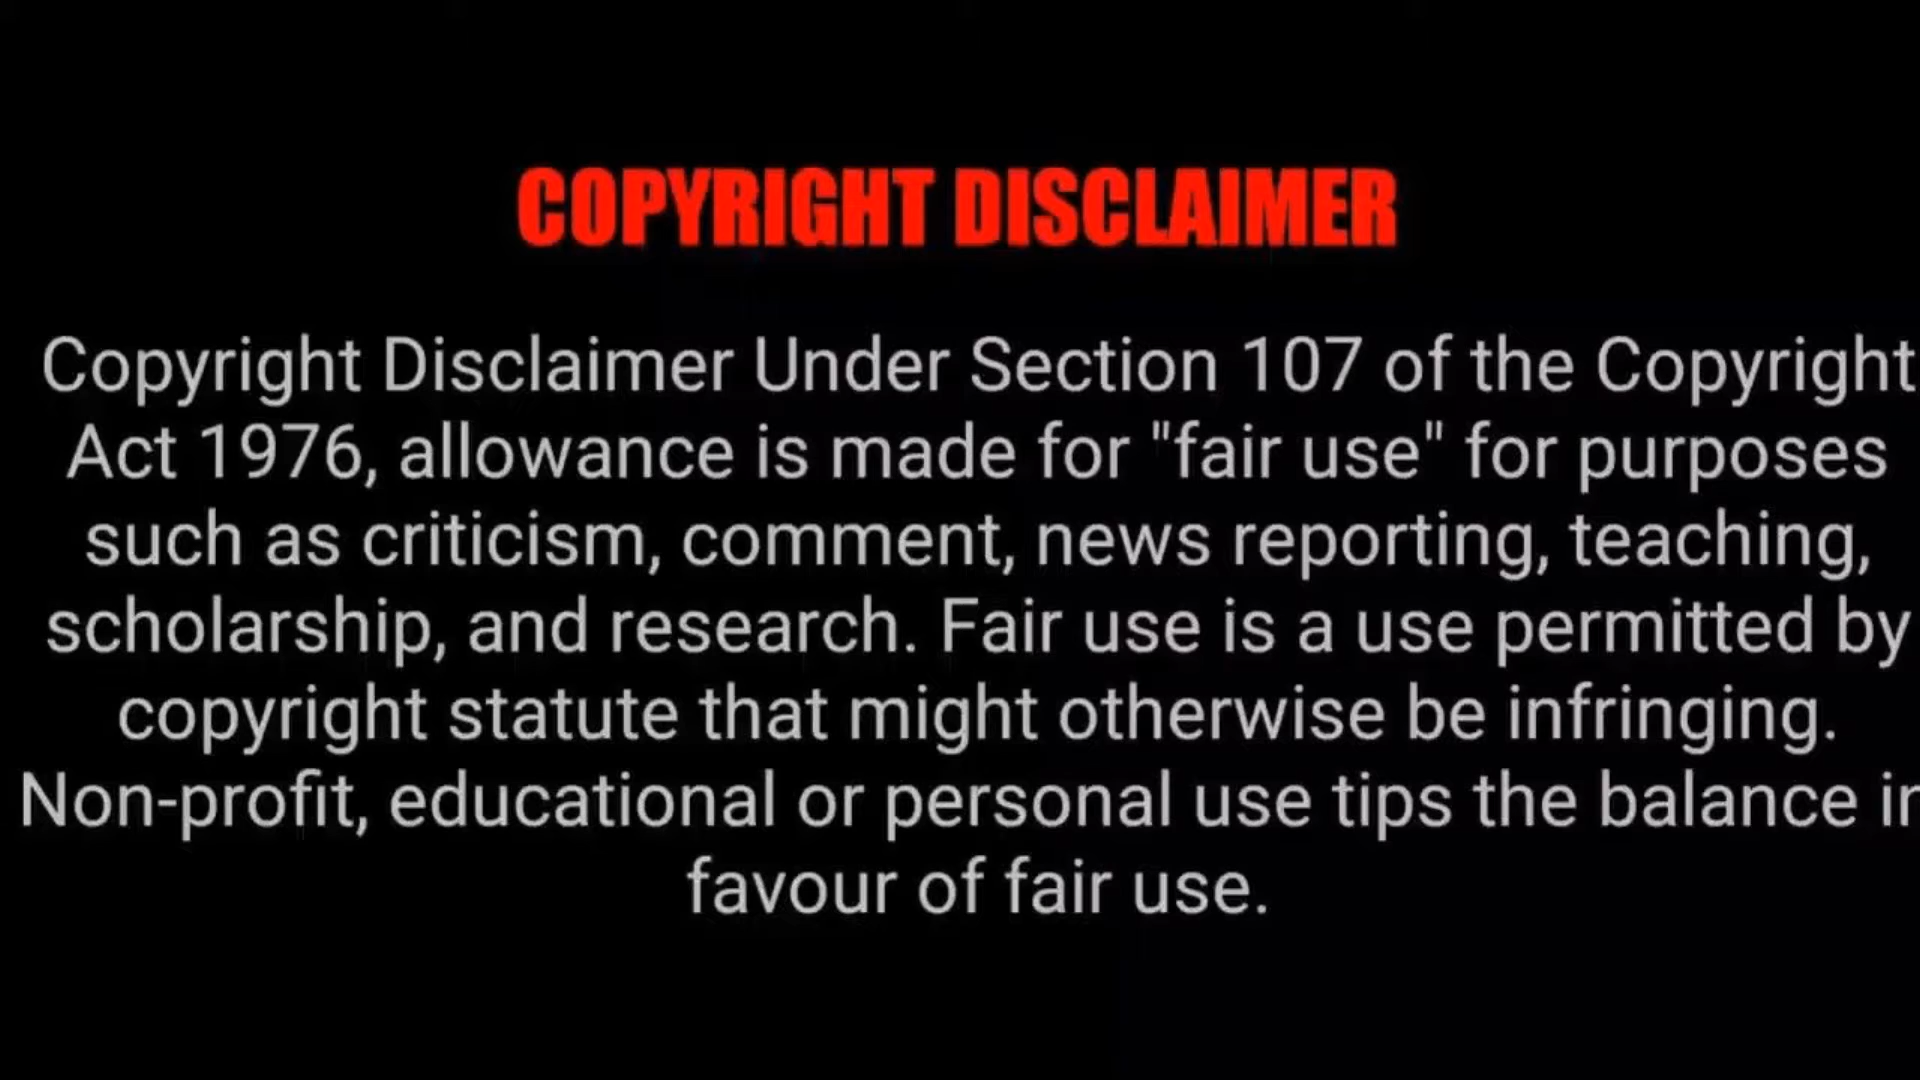 COPYRIGHT DISCLAIMER
Copyright Disclaimer Under Section 107 of the Copyright
Act 1976, allowance is made for "fair use" for purposes
such as criticism, comment, news reporting, teaching,
scholarship, and research. Fair use is a use permitted by
copyright statute that might otherwise be infringing.
Non-profit, educational or personal use tips the balance in
favour of fair use.